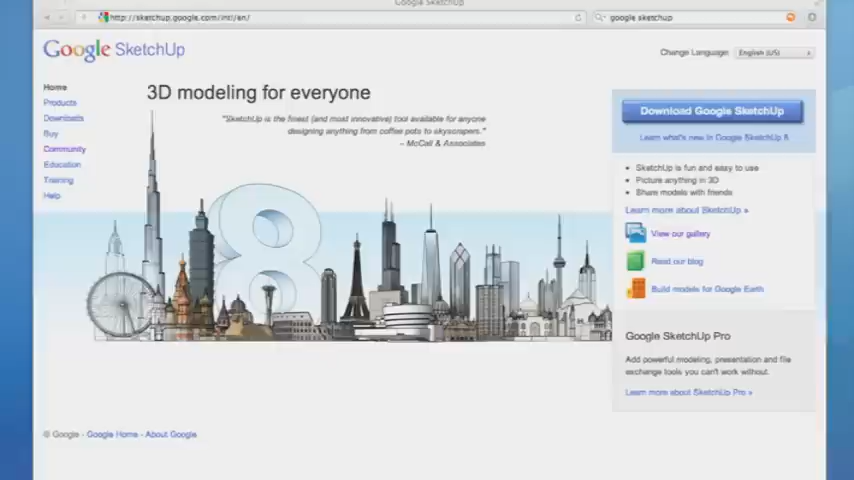 Google SketchUp
http://sketchup.google.com/intl/en/
google sketchup
Google SketchUp
Change Language:
English (US)
Home
Products
Downloads
Buy
Community
Education
Training
Help
3D modeling for everyone
"SketchUp is the finest (and most innovative) tool available for anyone
designing anything from coffee pots to skyscrapers."
– McCall & Associates
8
Download Google SketchUp
Learn what's new in Google SketchUp 8
SketchUp is fun and easy to use
Picture anything in 3D
Share models with friends
Learn more about SketchUp »
View our gallery
Read our blog
Build models for Google Earth
Google SketchUp Pro
Add powerful modeling, presentation and file
exchange tools you can't work without.
Learn more about SketchUp Pro »
© Google - Google Home - About Google